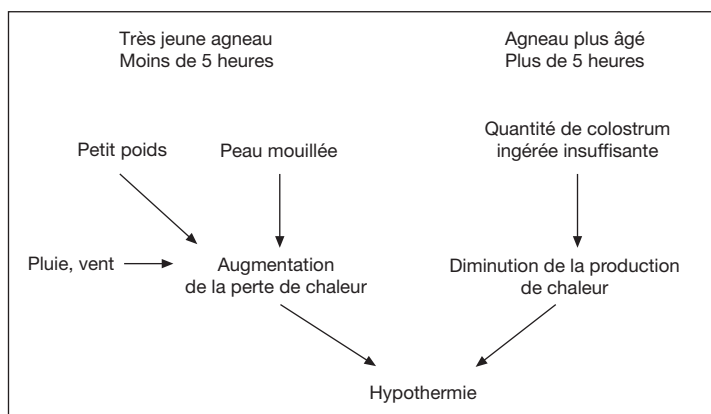 Très jeune agneau
Moins de 5 heures
Agneau plus âgé
Plus de 5 heures
Petit poids
Peau mouillée
Quantité de colostrum
ingérée insuffisante
Pluie, vent
Augmentation
de la perte de chaleur
Diminution de la production
de chaleur
Hypothermie